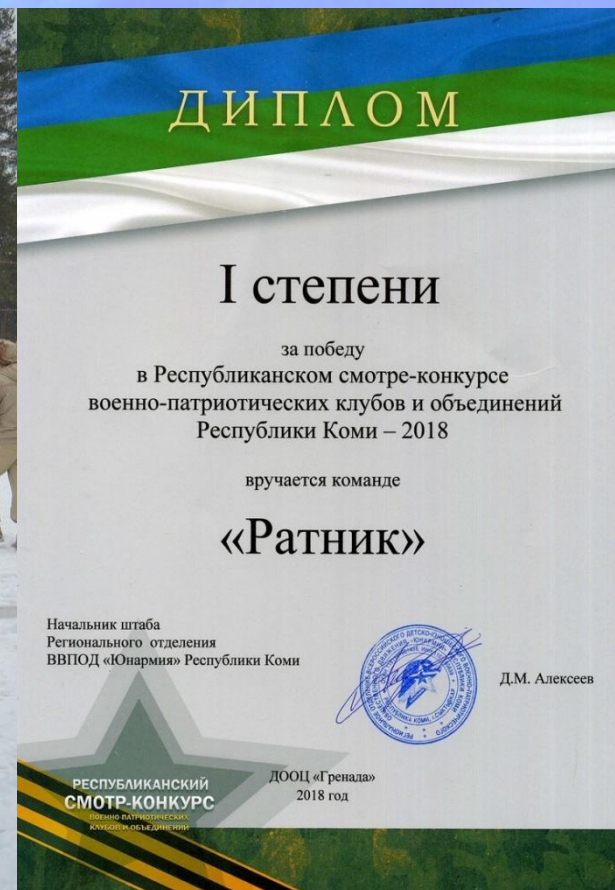 ДИПЛОМ
I степени
за победу
в Республиканском смотре-конкурсе
военно-патриотических клубов и объединений
Республики Коми – 2018
вручается команде
«Ратник»
Начальник штаба
Регионального отделения
ВВПОД «Юнармия» Республики Коми
Д.М. Алексеев
ДООЦ «Гренада»
2018 год
РЕСПУБЛИКАНСКИЙ
СМОТР-КОНКУРС
ВОЕННО ПАТРИОТИЧЕСКИХ
КЛУБОВ И ОБЪЕДИНЕНИЙ